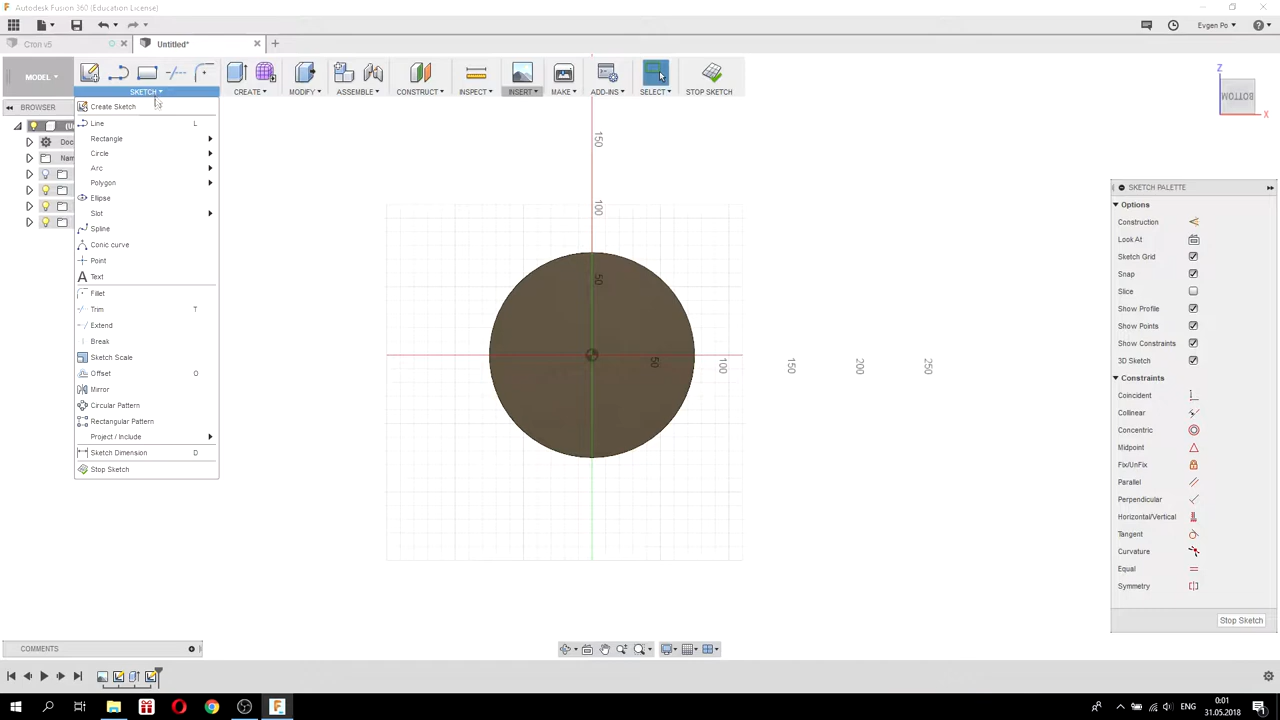 Autodesk Fusion 360 (Education License)
Evgen Po
Стол v5
Untitled*
MODEL
SKETCH
CREATE
MODIFY
ASSEMBLE
CONSTRUCT
INSPECT
INSERT
MAKE
ADD-INS
SELECT
STOP SKETCH
BROWSER
Create Sketch
Line L
Rectangle
Circle
Arc
Polygon
Ellipse
Slot
Spline
Conic curve
Point
Text
Fillet
Trim T
Extend
Break
Sketch Scale
Offset O
Mirror
Circular Pattern
Rectangular Pattern
Project / Include
Sketch Dimension D
Stop Sketch
Doc
Nam
150
100
50
50
100
150
200
250
Z
BOTTOM
X
SKETCH PALETTE
Options
Construction
Look At
Sketch Grid
Snap
Slice
Show Profile
Show Points
Show Constraints
3D Sketch
Constraints
Coincident
Collinear
Concentric
Midpoint
Fix/UnFix
Parallel
Perpendicular
Horizontal/Vertical
Tangent
Curvature
Equal
Symmetry
Stop Sketch
COMMENTS
0:01
31.05.2018